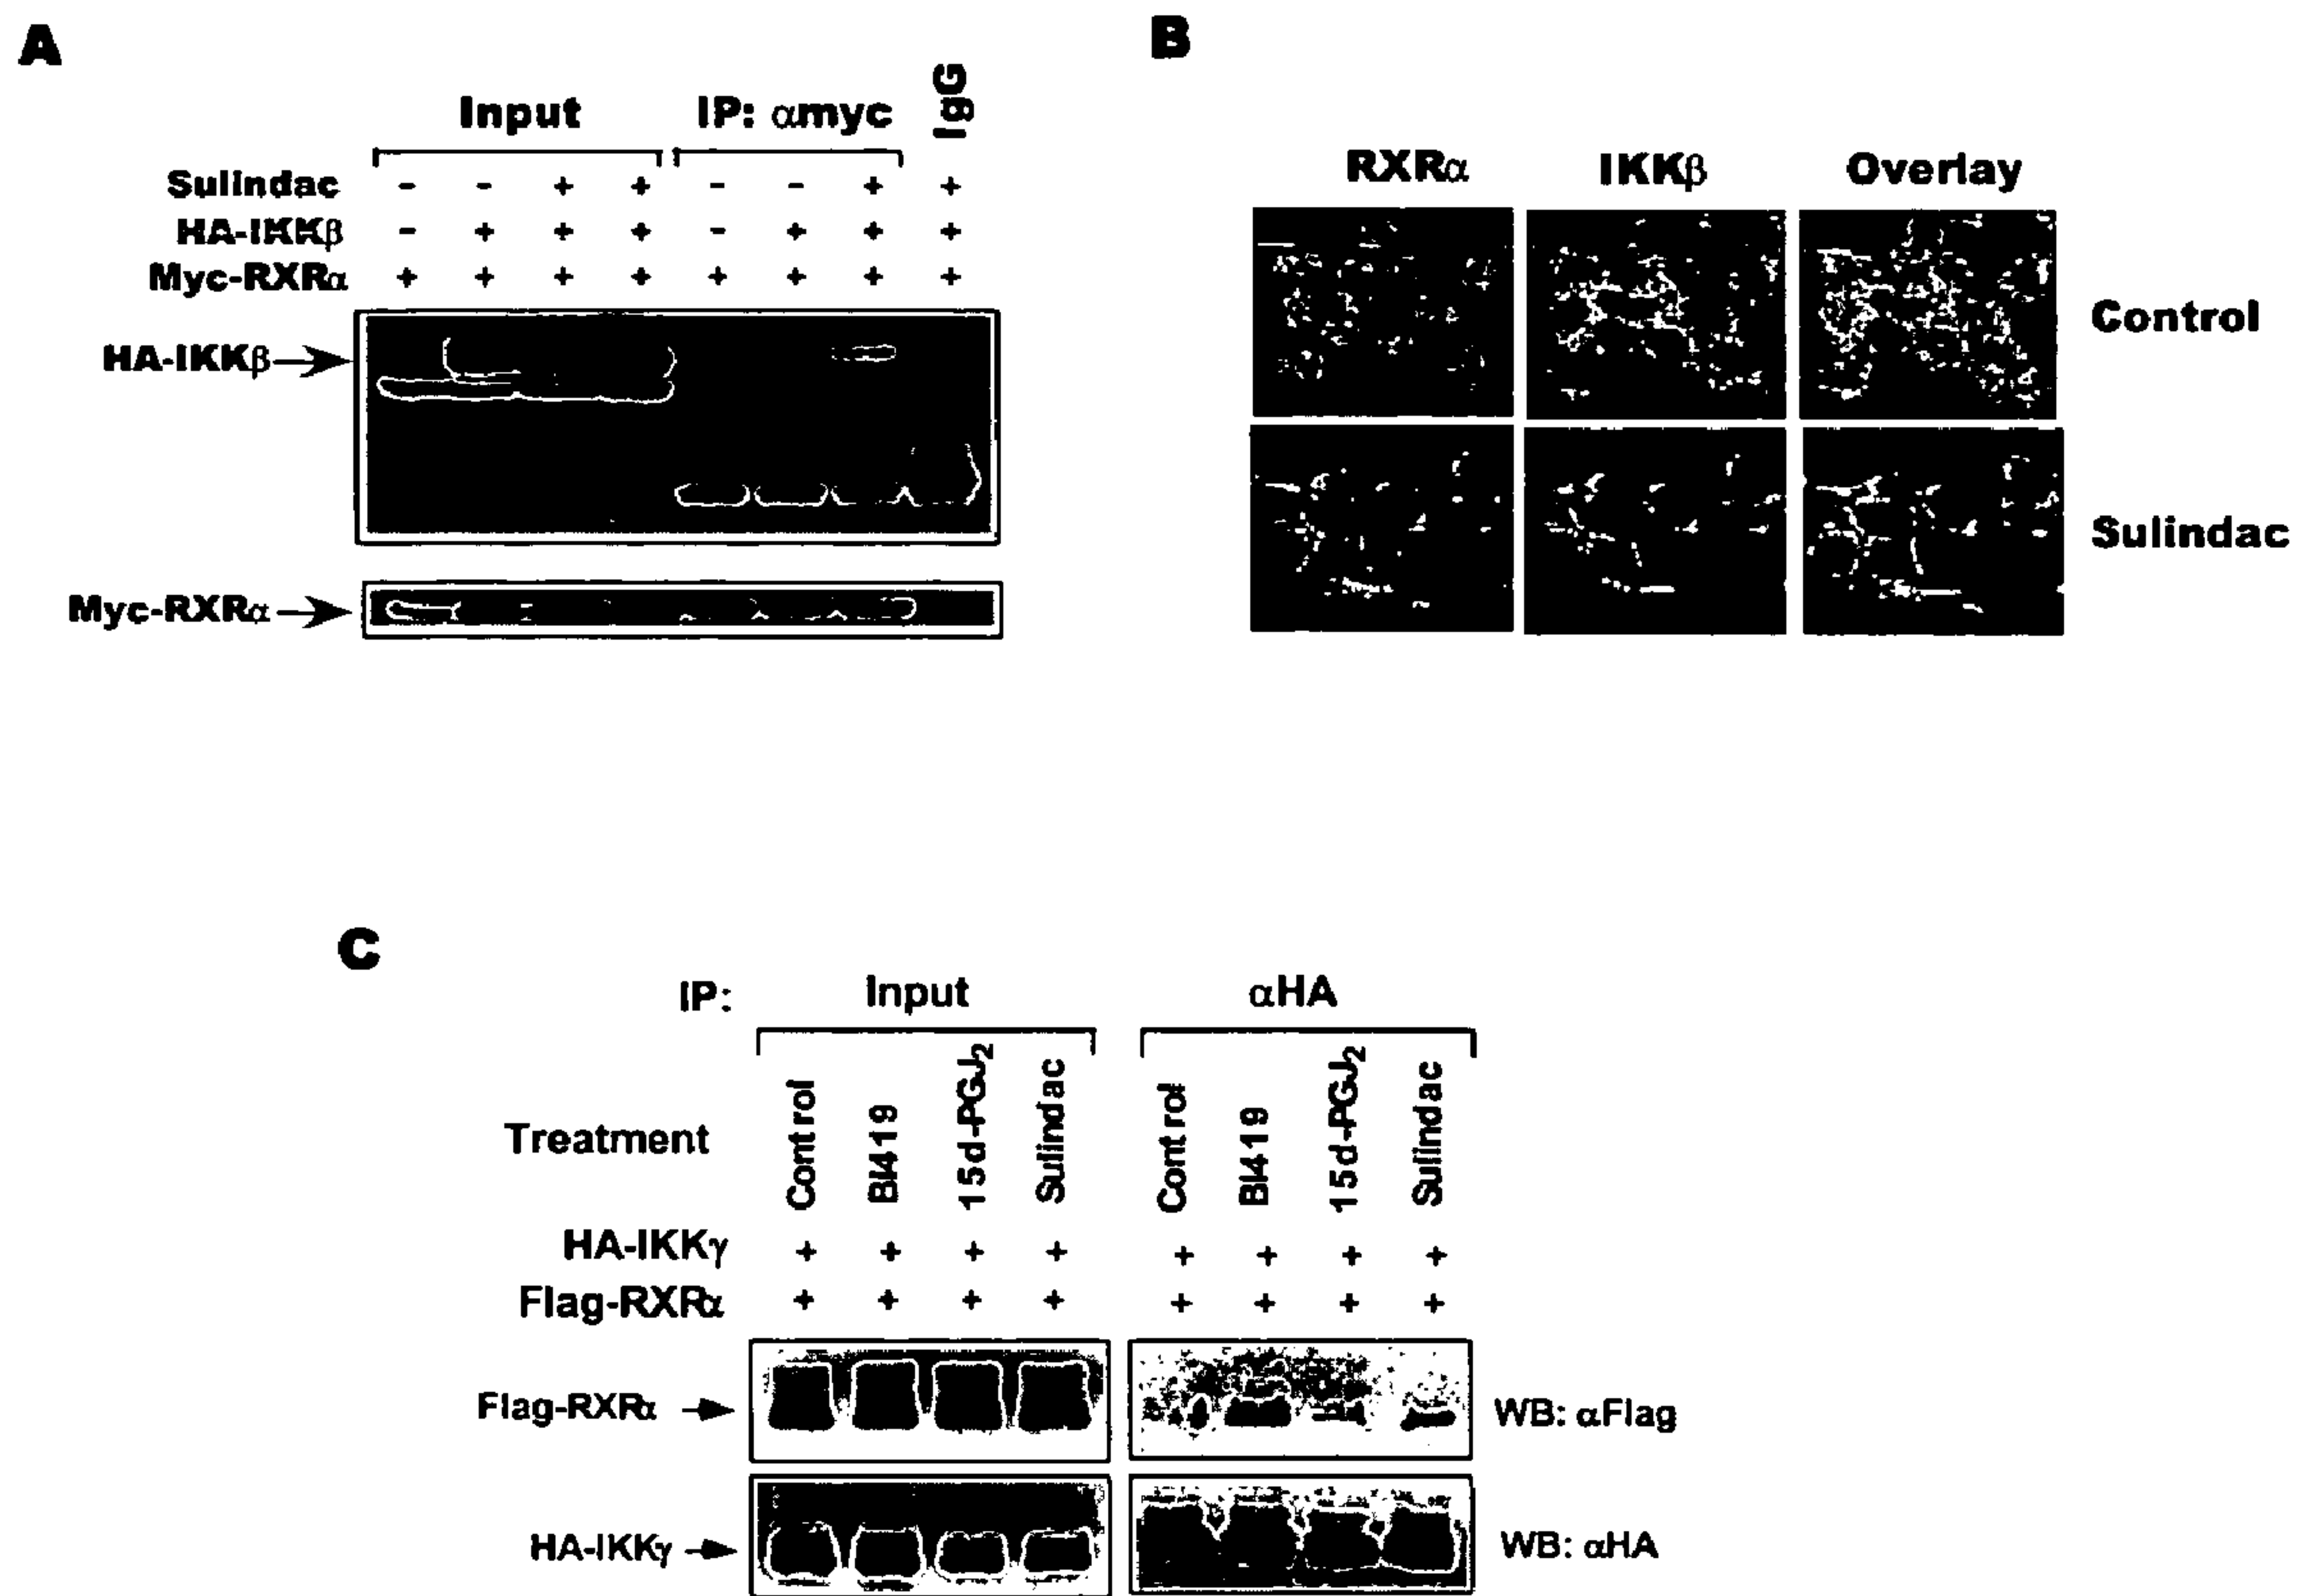 A
Input IP: αmyc IgG
Sulindac - - + + - - + +
HA-IKKβ - + + + - + + +
Myc-RXRα + + + + + + + +
HA-IKKβ
Myc-RXRα
B
RXRα IKKβ Overlay
Control
Sulindac
C
IP: Input αHA
Treatment Control BI419 15d-PGJ2 Sulindac Control BI419 15d-PGJ2 Sulindac
HA-IKKγ + + + + + + + +
Flag-RXRα + + + + + + + +
Flag-RXRα WB: αFlag
HA-IKKγ WB: αHA